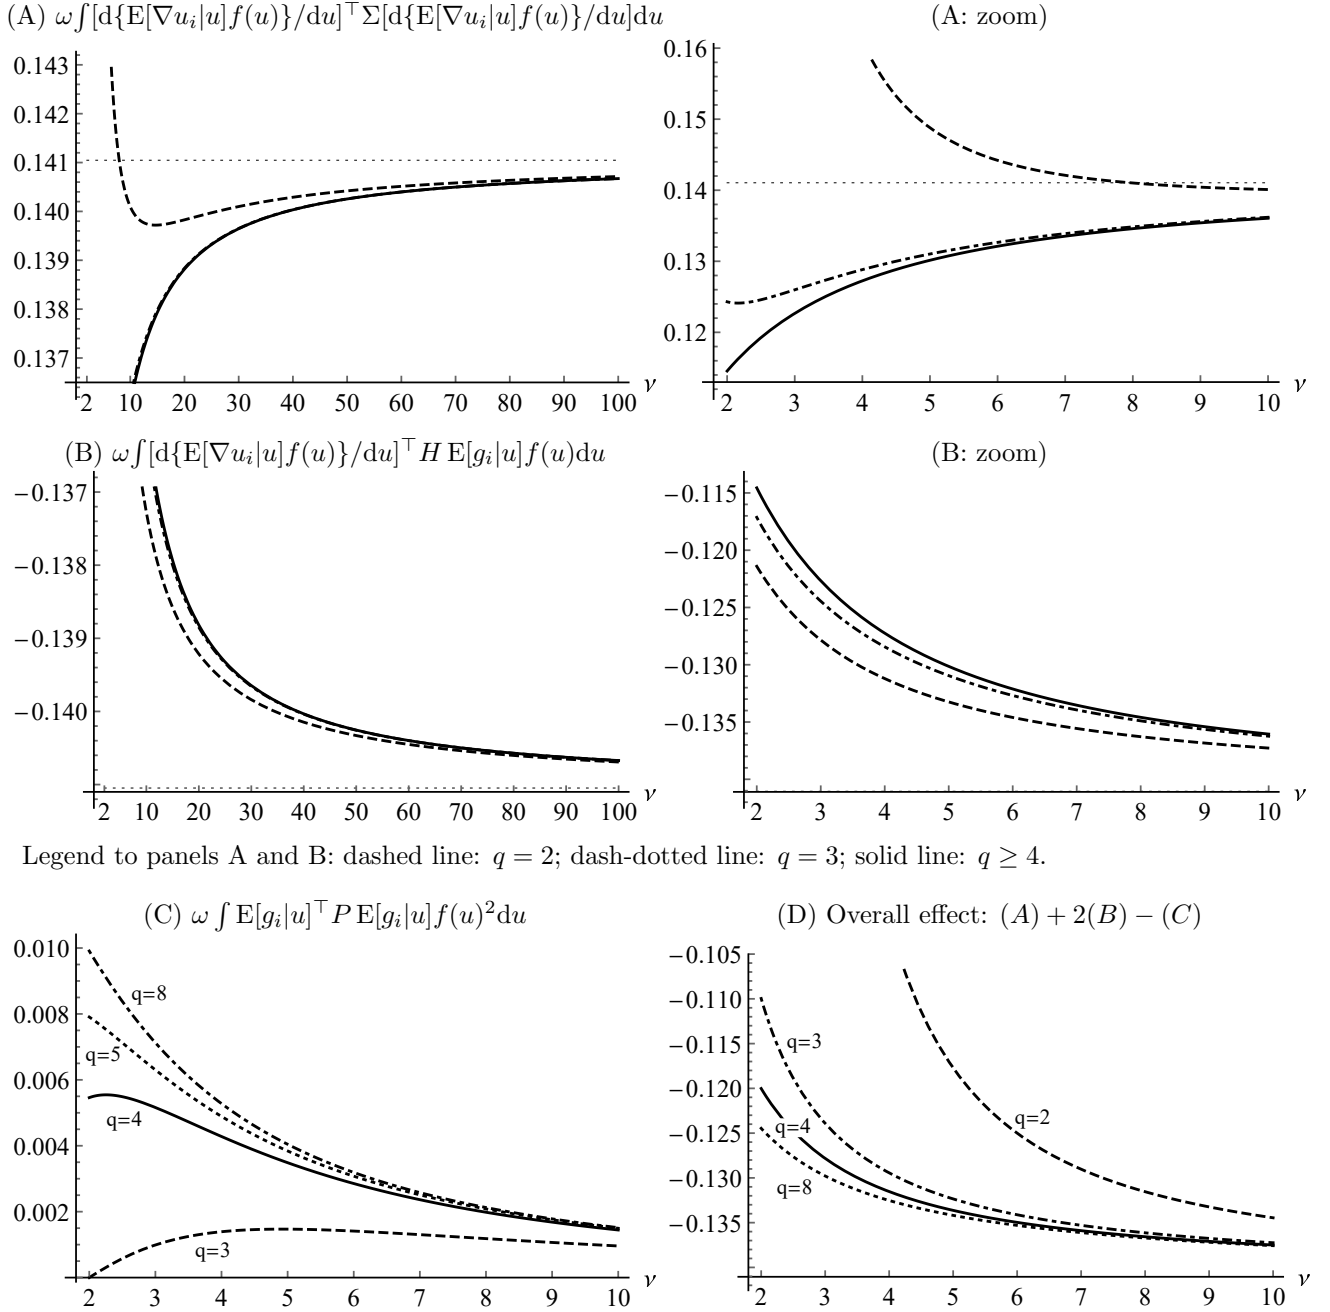 (A) ω∫[d{E[∇u_i|u]f(u)}/du]^⊤Σ[d{E[∇u_i|u]f(u)}/du]du
0.143
0.142
0.141
0.140
0.139
0.138
0.137
2 10 20 30 40 50 60 70 80 90 100 ν
(A: zoom)
0.16
0.15
0.14
0.13
0.12
2 3 4 5 6 7 8 9 10 ν
(B) ω∫[d{E[∇u_i|u]f(u)}/du]^⊤H E[g_i|u]f(u)du
−0.137
−0.138
−0.139
−0.140
2 10 20 30 40 50 60 70 80 90 100 ν
(B: zoom)
−0.115
−0.120
−0.125
−0.130
−0.135
2 3 4 5 6 7 8 9 10 ν
Legend to panels A and B: dashed line: q = 2; dash-dotted line: q = 3; solid line: q ≥ 4.
(C) ω ∫ E[g_i|u]^⊤P E[g_i|u]f(u)²du
0.010
0.008
0.006
0.004
0.002
q=8
q=5
q=4
q=3
2 3 4 5 6 7 8 9 10 ν
(D) Overall effect: (A) + 2(B) − (C)
−0.105
−0.110
−0.115
−0.120
−0.125
−0.130
−0.135
q=3
q=2
q=4
q=8
2 3 4 5 6 7 8 9 10 ν